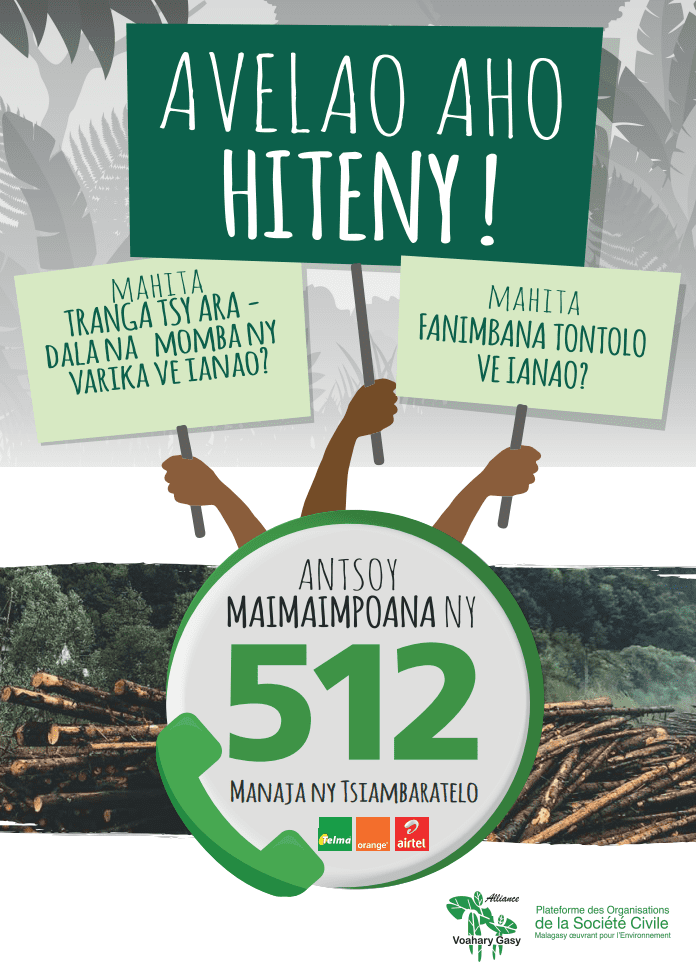 AVELAO AHO
HITENY !
MAHITA
TRANGA TSY ARA -
DALA NA MOMBA NY
VARIKA VE IANAO?
MAHITA
FANIMBANA TONTOLO
VE IANAO?
ANTSOY
MAIMAIMPOANA NY
512
MANAJA NY TSIAMBARATELO
telma
orange
airtel
Alliance
Voahary Gasy
Plateforme des Organisations
de la Société Civile
Malagasy œuvrant pour l'Environnement